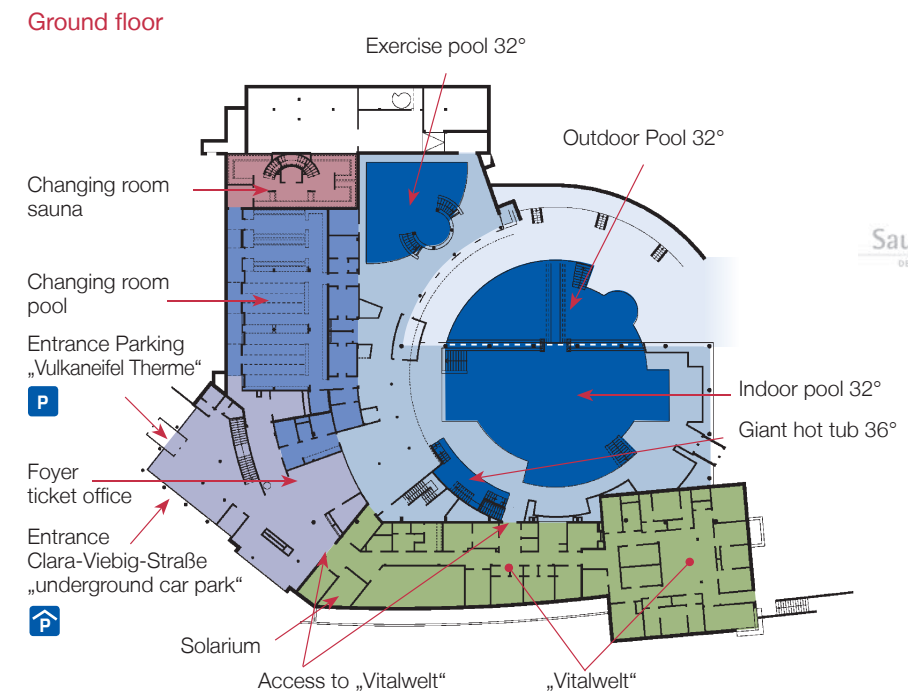 Ground floor
Exercise pool 32°
Outdoor Pool 32°
Changing room
sauna
Changing room
pool
Entrance Parking
„Vulkaneifel Therme“
P
Indoor pool 32°
Giant hot tub 36°
Foyer
ticket office
Entrance
Clara-Viebig-Straße
„underground car park“
P
Solarium
Access to „Vitalwelt“
„Vitalwelt“
Sau